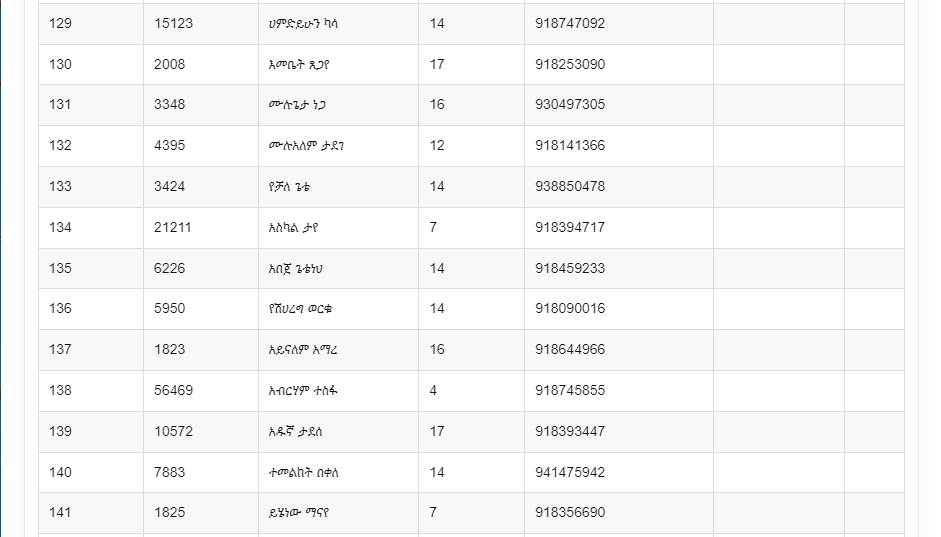 129 15123 ሀምድይሁን ካሳ 14 918747092
130 2008 እመቤት ጸጋየ 17 918253090
131 3348 ሙሉጌታ ነጋ 16 930497305
132 4395 ሙሉአለም ታደገ 12 918141366
133 3424 የቻለ ጌቴ 14 938850478
134 21211 አስካል ታየ 7 918394717
135 6226 አበጀ ጌቴነህ 14 918459233
136 5950 የሽሀረግ ወርቁ 14 918090016
137 1823 አይናለም አማረ 16 918644966
138 56469 አብርሃም ተስፋ 4 918745855
139 10572 አዱኛ ታደሰ 17 918393447
140 7883 ተመልከት በቀለ 14 941475942
141 1825 ይሄነው ማናየ 7 918356690